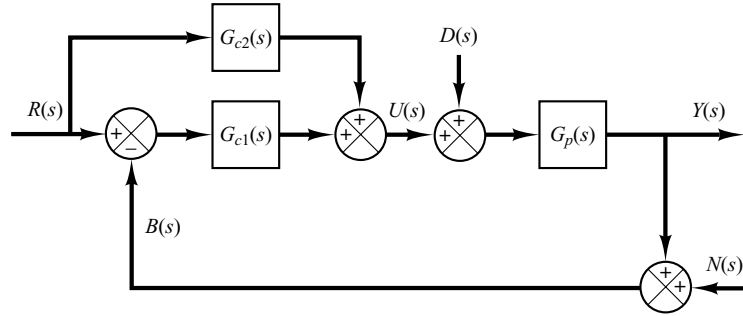 G_{c2}(s)
D(s)
R(s)
U(s)
Y(s)
+
+
+
+
+
−
G_{c1}(s)
G_p(s)
B(s)
N(s)
+
+